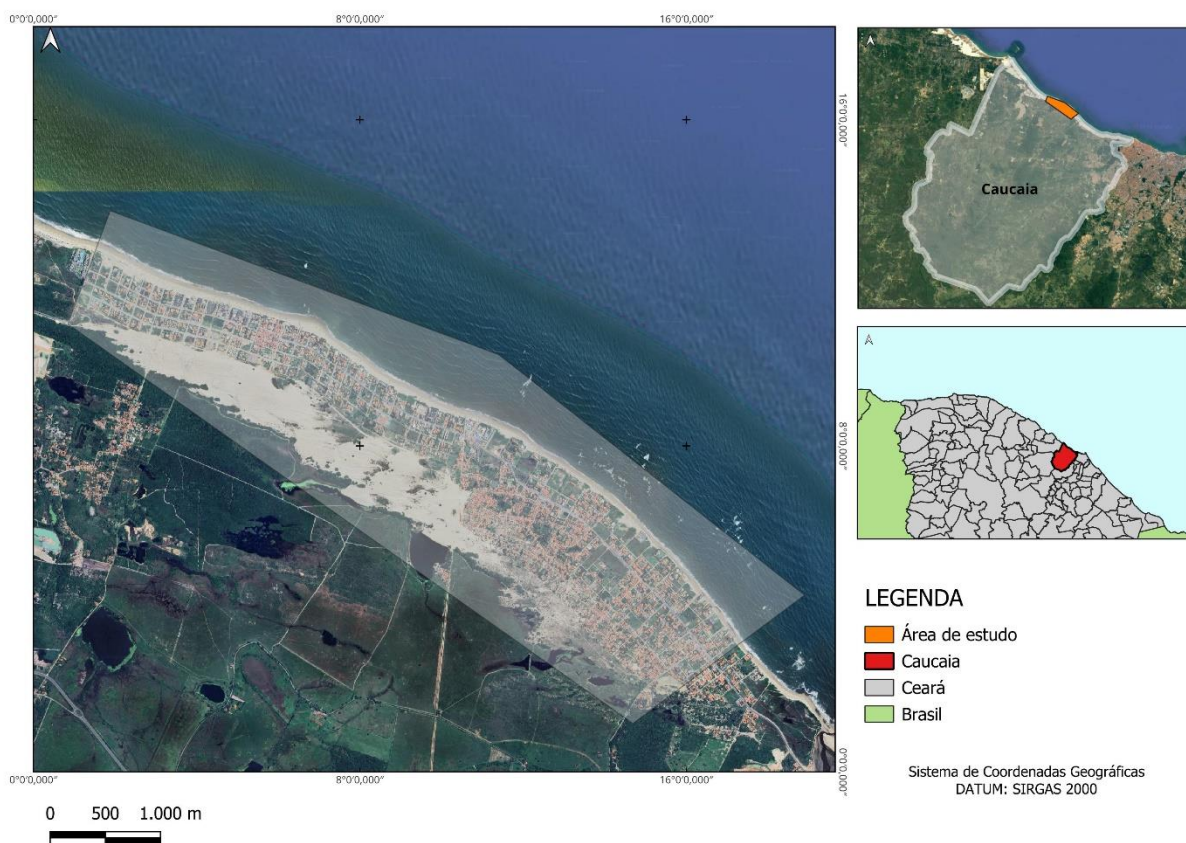 0°0'0,000"
8°0'0,000"
16°0'0,000"
16°0'0,000"
8°0'0,000"
0°0'0,000"
0°0'0,000"
8°0'0,000"
16°0'0,000"
0 500 1.000 m
Caucaia
LEGENDA
Área de estudo
Caucaia
Ceará
Brasil
Sistema de Coordenadas Geográficas
DATUM: SIRGAS 2000